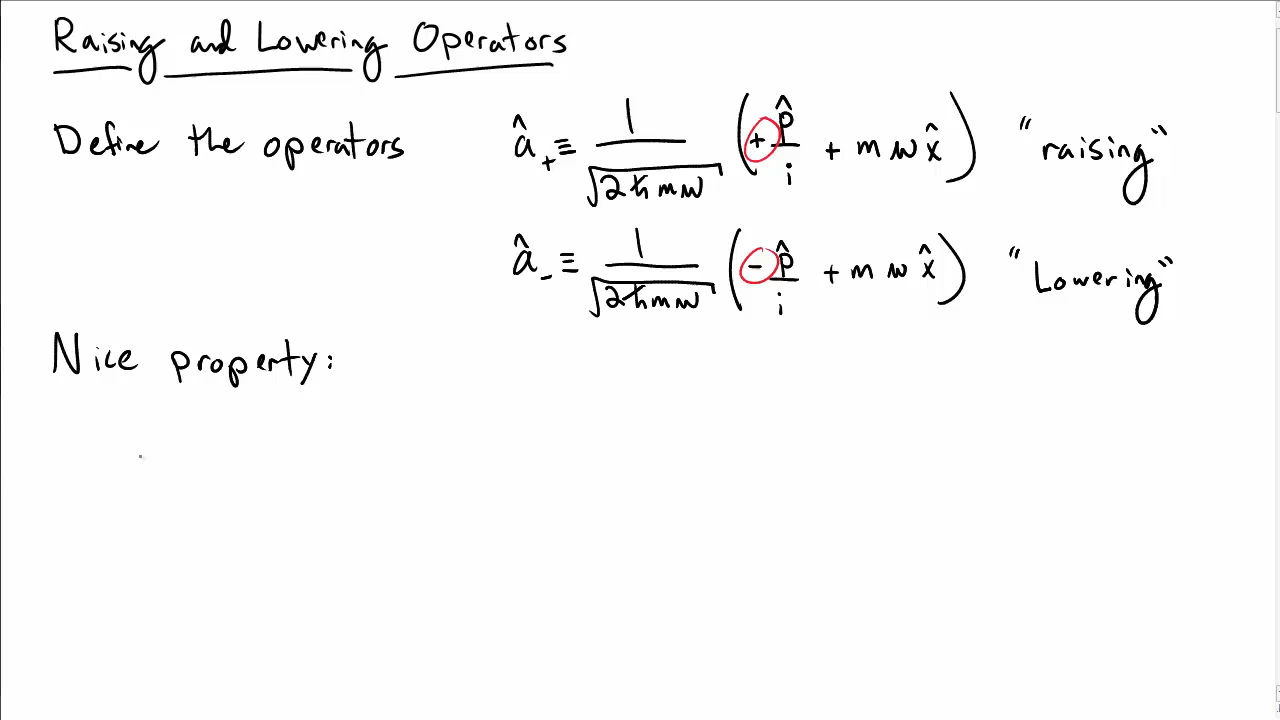 Raising and Lowering Operators
Define the operators â₊ ≡ 1/√(2ħmω) (+p̂/i + mωx̂) "raising"
â₋ ≡ 1/√(2ħmω) (−p̂/i + mωx̂) "Lowering"
Nice property: